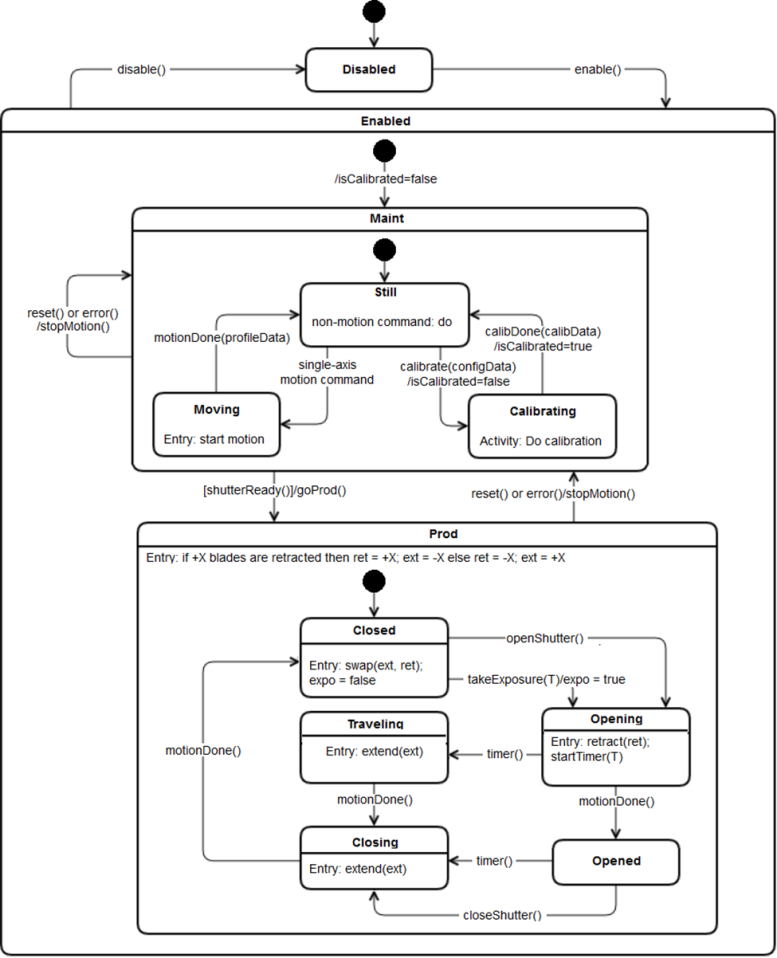 Disabled
disable()
enable()
Enabled
/isCalibrated=false
Maint
Still
non-motion command: do
reset() or error()
/stopMotion()
motionDone(profileData)
calibDone(calibData)
/isCalibrated=true
single-axis
motion command
calibrate(configData)
/isCalibrated=false
Moving
Entry: start motion
Calibrating
Activity: Do calibration
[shutterReady()]/goProd()
reset() or error()/stopMotion()
Prod
Entry: if +X blades are retracted then ret = +X; ext = -X else ret = -X; ext = +X
Closed
Entry: swap(ext, ret);
expo = false
openShutter()
takeExposure(T)/expo = true
Traveling
Entry: extend(ext)
Opening
Entry: retract(ret);
startTimer(T)
motionDone()
timer()
motionDone()
motionDone()
Closing
Entry: extend(ext)
timer()
Opened
closeShutter()